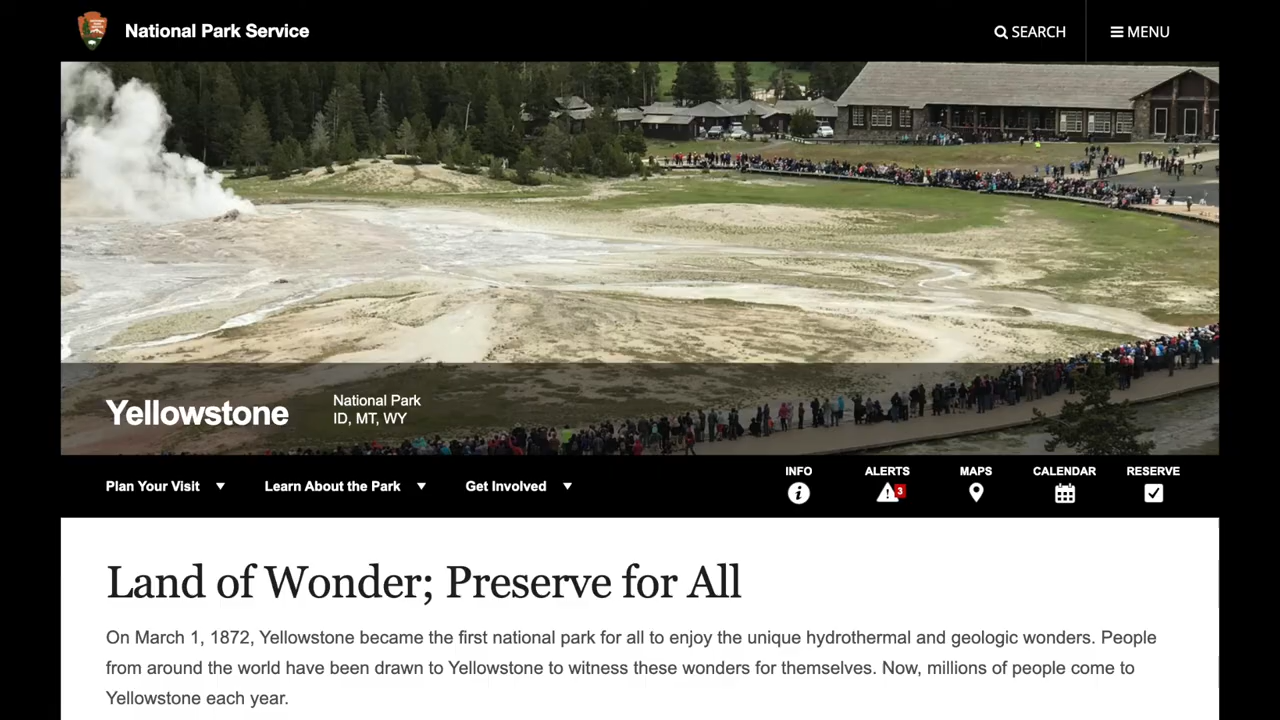 National Park Service
SEARCH
MENU
Yellowstone
National Park
ID, MT, WY
Plan Your Visit
Learn About the Park
Get Involved
INFO
ALERTS
3
MAPS
CALENDAR
RESERVE
Land of Wonder; Preserve for All
On March 1, 1872, Yellowstone became the first national park for all to enjoy the unique hydrothermal and geologic wonders. People
from around the world have been drawn to Yellowstone to witness these wonders for themselves. Now, millions of people come to
Yellowstone each year.